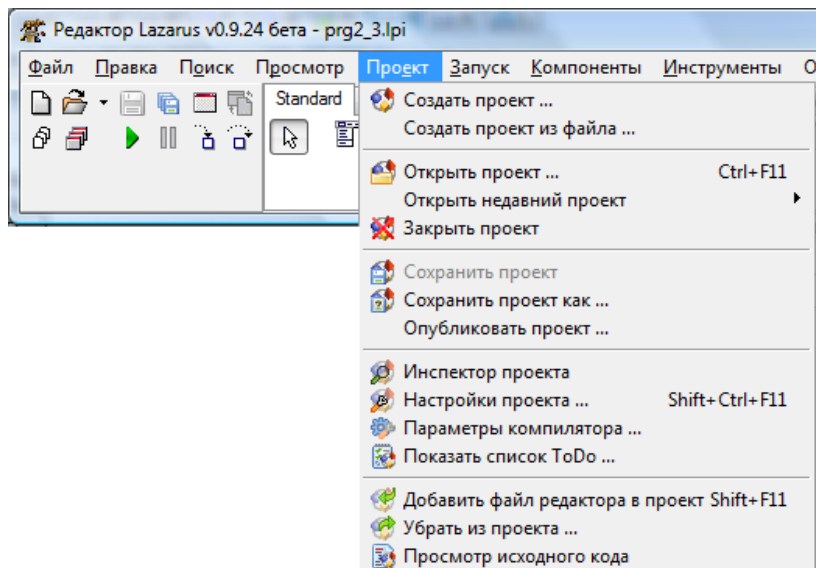 Редактор Lazarus v0.9.24 бета - prg2_3.lpi
Файл Правка Поиск Просмотр Проект Запуск Компоненты Инструменты О
Standard
Создать проект ...
Создать проект из файла ...
Открыть проект ... Ctrl+F11
Открыть недавний проект
Закрыть проект
Сохранить проект
Сохранить проект как ...
Опубликовать проект ...
Инспектор проекта
Настройки проекта ... Shift+Ctrl+F11
Параметры компилятора ...
Показать список ToDo ...
Добавить файл редактора в проект Shift+F11
Убрать из проекта ...
Просмотр исходного кода